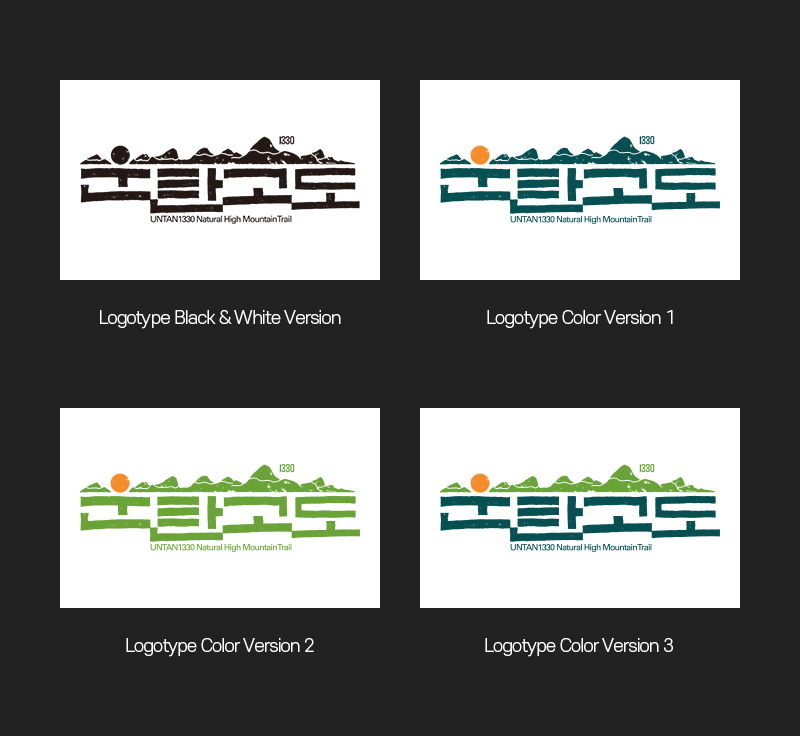 1330
운탄고도
UNTAN1330 Natural High MountainTrail
Logotype Black & White Version
1330
운탄고도
UNTAN1330 Natural High MountainTrail
Logotype Color Version 1
1330
운탄고도
UNTAN1330 Natural High MountainTrail
Logotype Color Version 2
1330
운탄고도
UNTAN1330 Natural High MountainTrail
Logotype Color Version 3